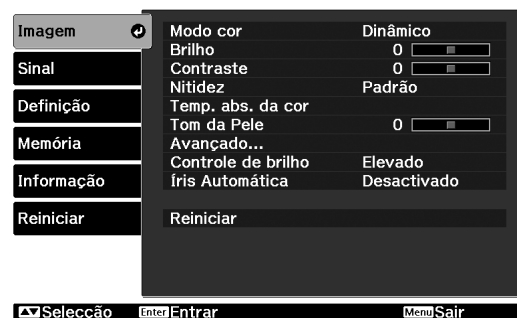 Imagem
Sinal
Definição
Memória
Informação
Reiniciar
Modo cor Dinâmico
Brilho 0
Contraste 0
Nitidez Padrão
Temp. abs. da cor
Tom da Pele 0
Avançado...
Controle de brilho Elevado
Íris Automática Desactivado
Reiniciar
Selecção Enter Entrar Menu Sair